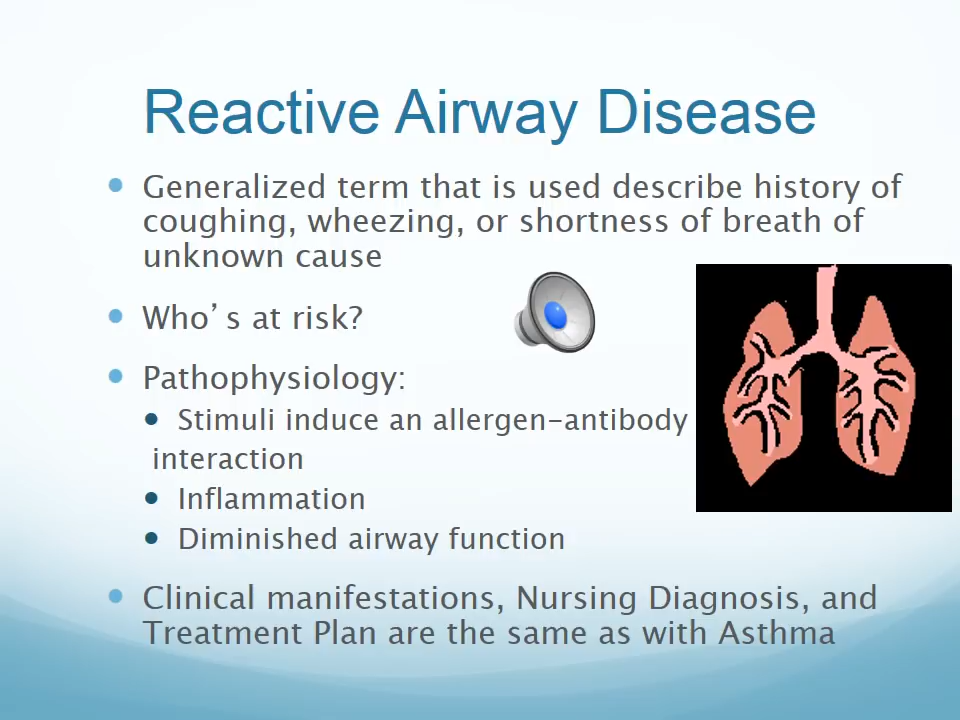 Reactive Airway Disease
Generalized term that is used describe history of
coughing, wheezing, or shortness of breath of
unknown cause
Who’s at risk?
Pathophysiology:
Stimuli induce an allergen-antibody
interaction
Inflammation
Diminished airway function
Clinical manifestations, Nursing Diagnosis, and
Treatment Plan are the same as with Asthma